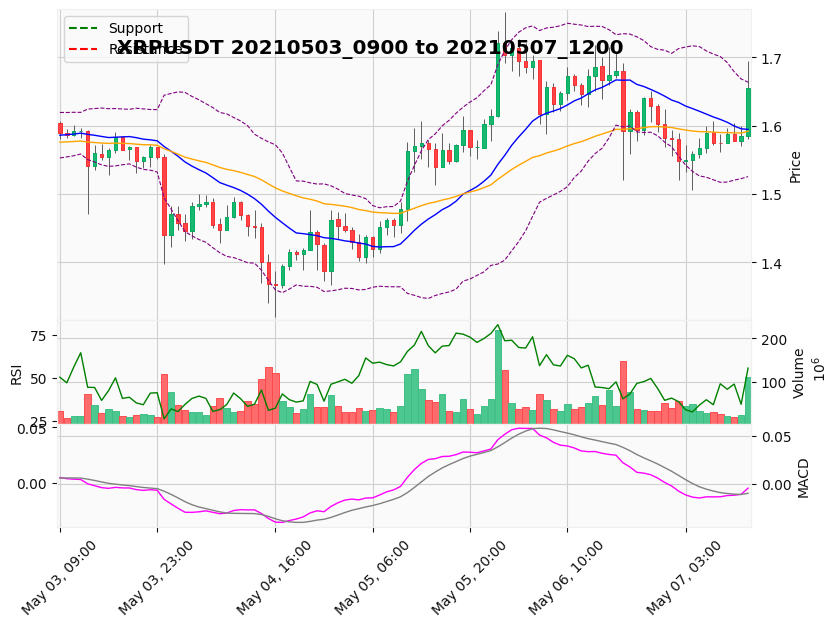 Support
Resistance
XRPUSDT 20210503_0900 to 20210507_1200
1.7
1.6
1.5
1.4
Price
75
50
25
RSI
200
100
Volume
10^6
0.05
0.00
0.05
0.00
MACD
May 03, 09:00
May 03, 23:00
May 04, 16:00
May 05, 06:00
May 05, 20:00
May 06, 10:00
May 07, 03:00